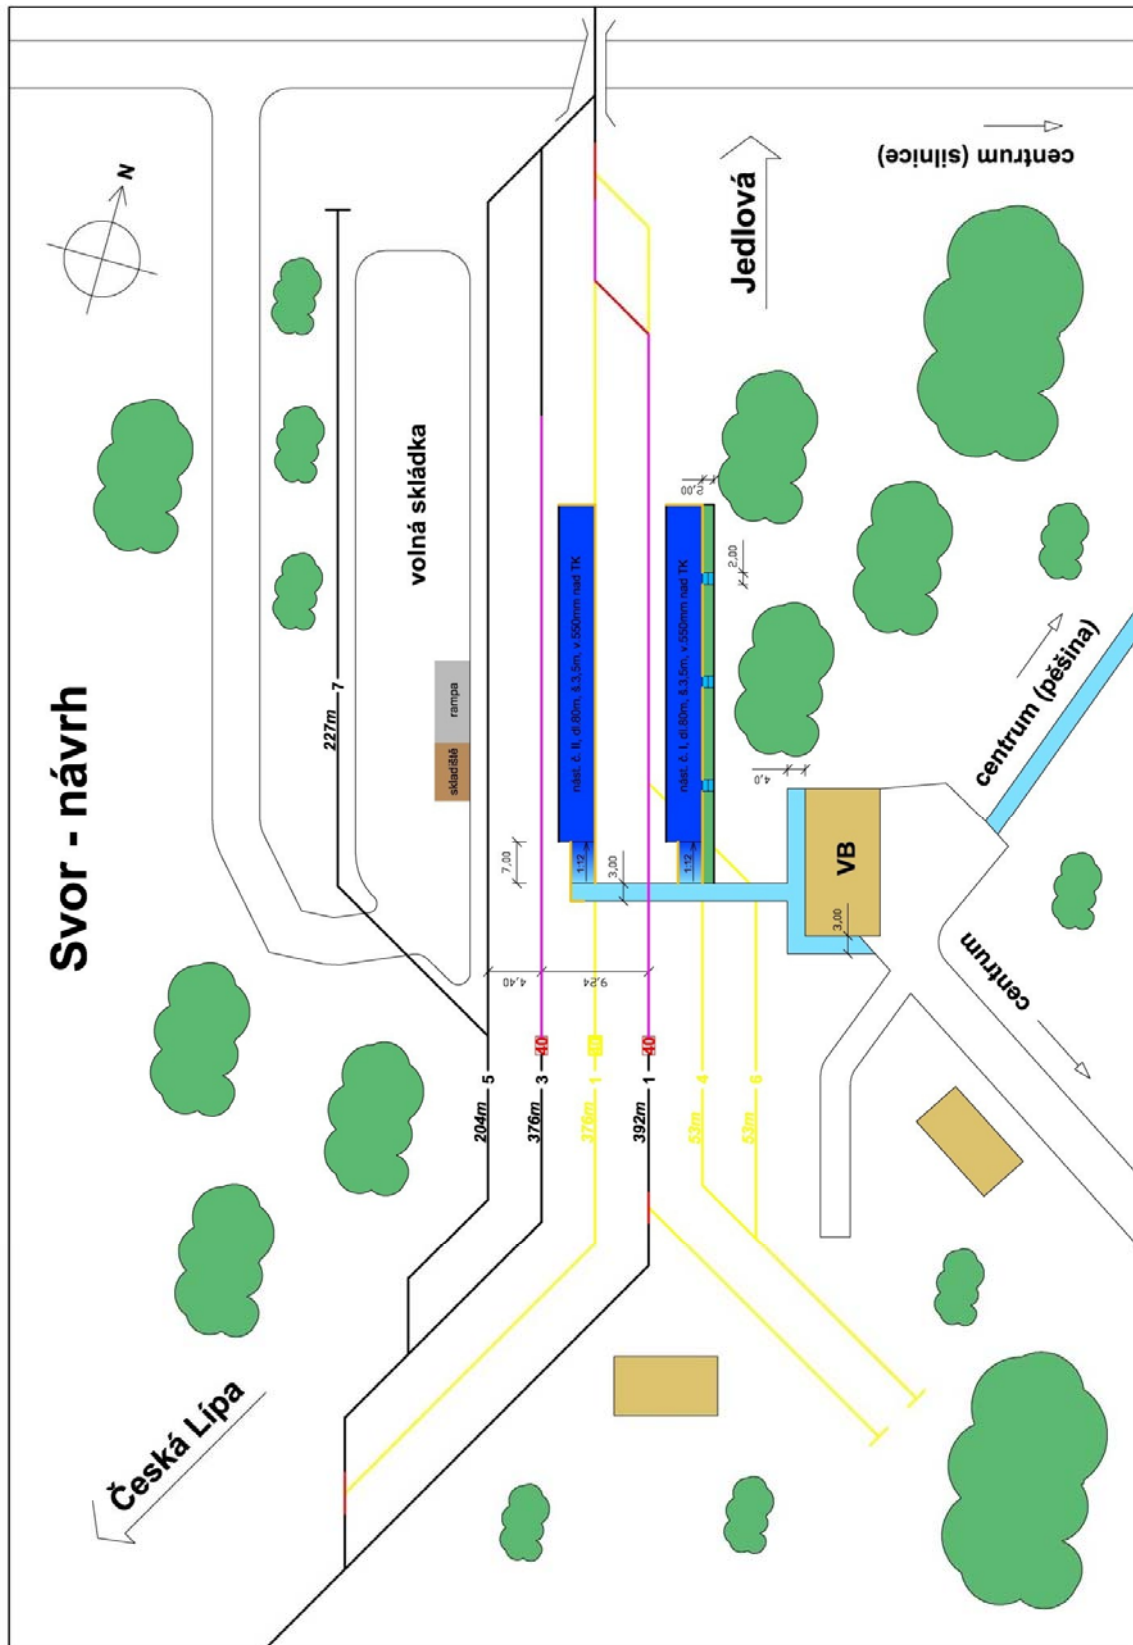 Svor - návrh
Česká Lípa
Jedlová
N
227m 7
volná skládka
skladiště
rampa
204m 5
376m 3
40
376m 1
40
392m 1
40
53m 4
53m 6
4,40
9,24
7,00
3,00
1:12
1:12
nást. č. II, dl.80m, š.3,5m, v.550mm nad TK
nást. č. I, dl.80m, š.3,5m, v.550mm nad TK
2,00
2,00
4,0
3,00
VB
centrum
centrum (pěšina)
centrum (silnice)